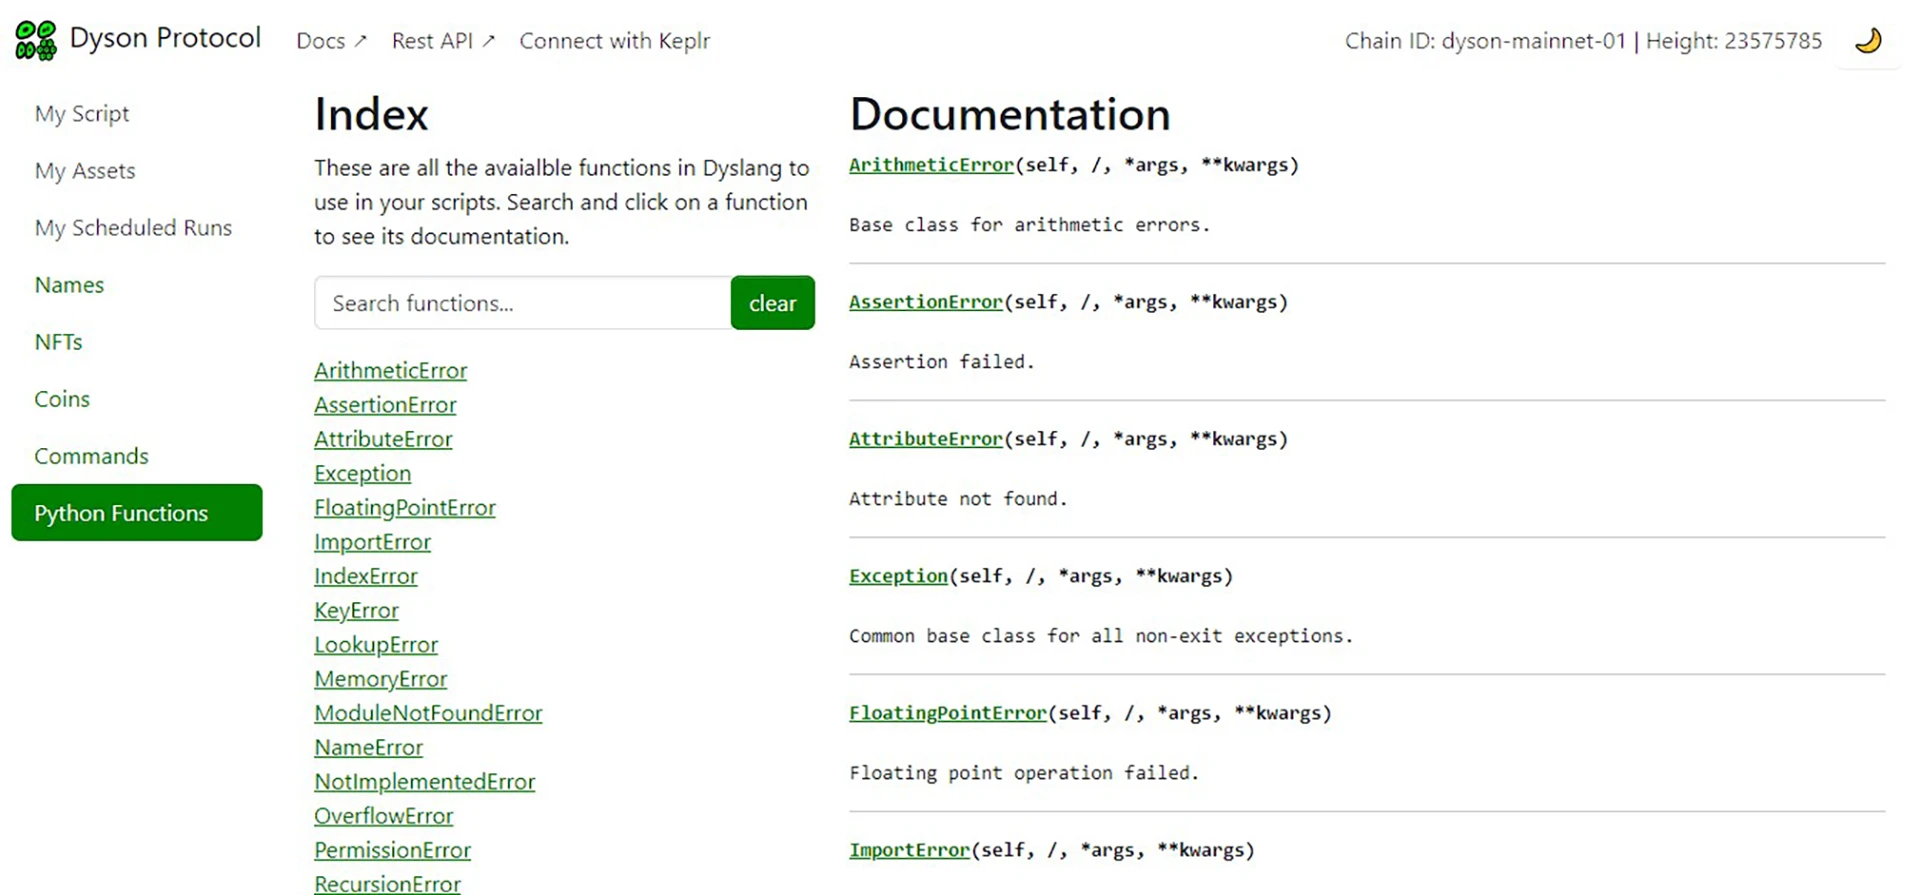 Dyson Protocol Docs ↗ Rest API ↗ Connect with Keplr Chain ID: dyson-mainnet-01 | Height: 23575785
My Script
My Assets
My Scheduled Runs
Names
NFTs
Coins
Commands
Python Functions
Index
These are all the avaialble functions in Dyslang to
use in your scripts. Search and click on a function
to see its documentation.
Search functions... clear
ArithmeticError
AssertionError
AttributeError
Exception
FloatingPointError
ImportError
IndexError
KeyError
LookupError
MemoryError
ModuleNotFoundError
NameError
NotImplementedError
OverflowError
PermissionError
RecursionError
Documentation
ArithmeticError(self, /, *args, **kwargs)
Base class for arithmetic errors.
AssertionError(self, /, *args, **kwargs)
Assertion failed.
AttributeError(self, /, *args, **kwargs)
Attribute not found.
Exception(self, /, *args, **kwargs)
Common base class for all non-exit exceptions.
FloatingPointError(self, /, *args, **kwargs)
Floating point operation failed.
ImportError(self, /, *args, **kwargs)